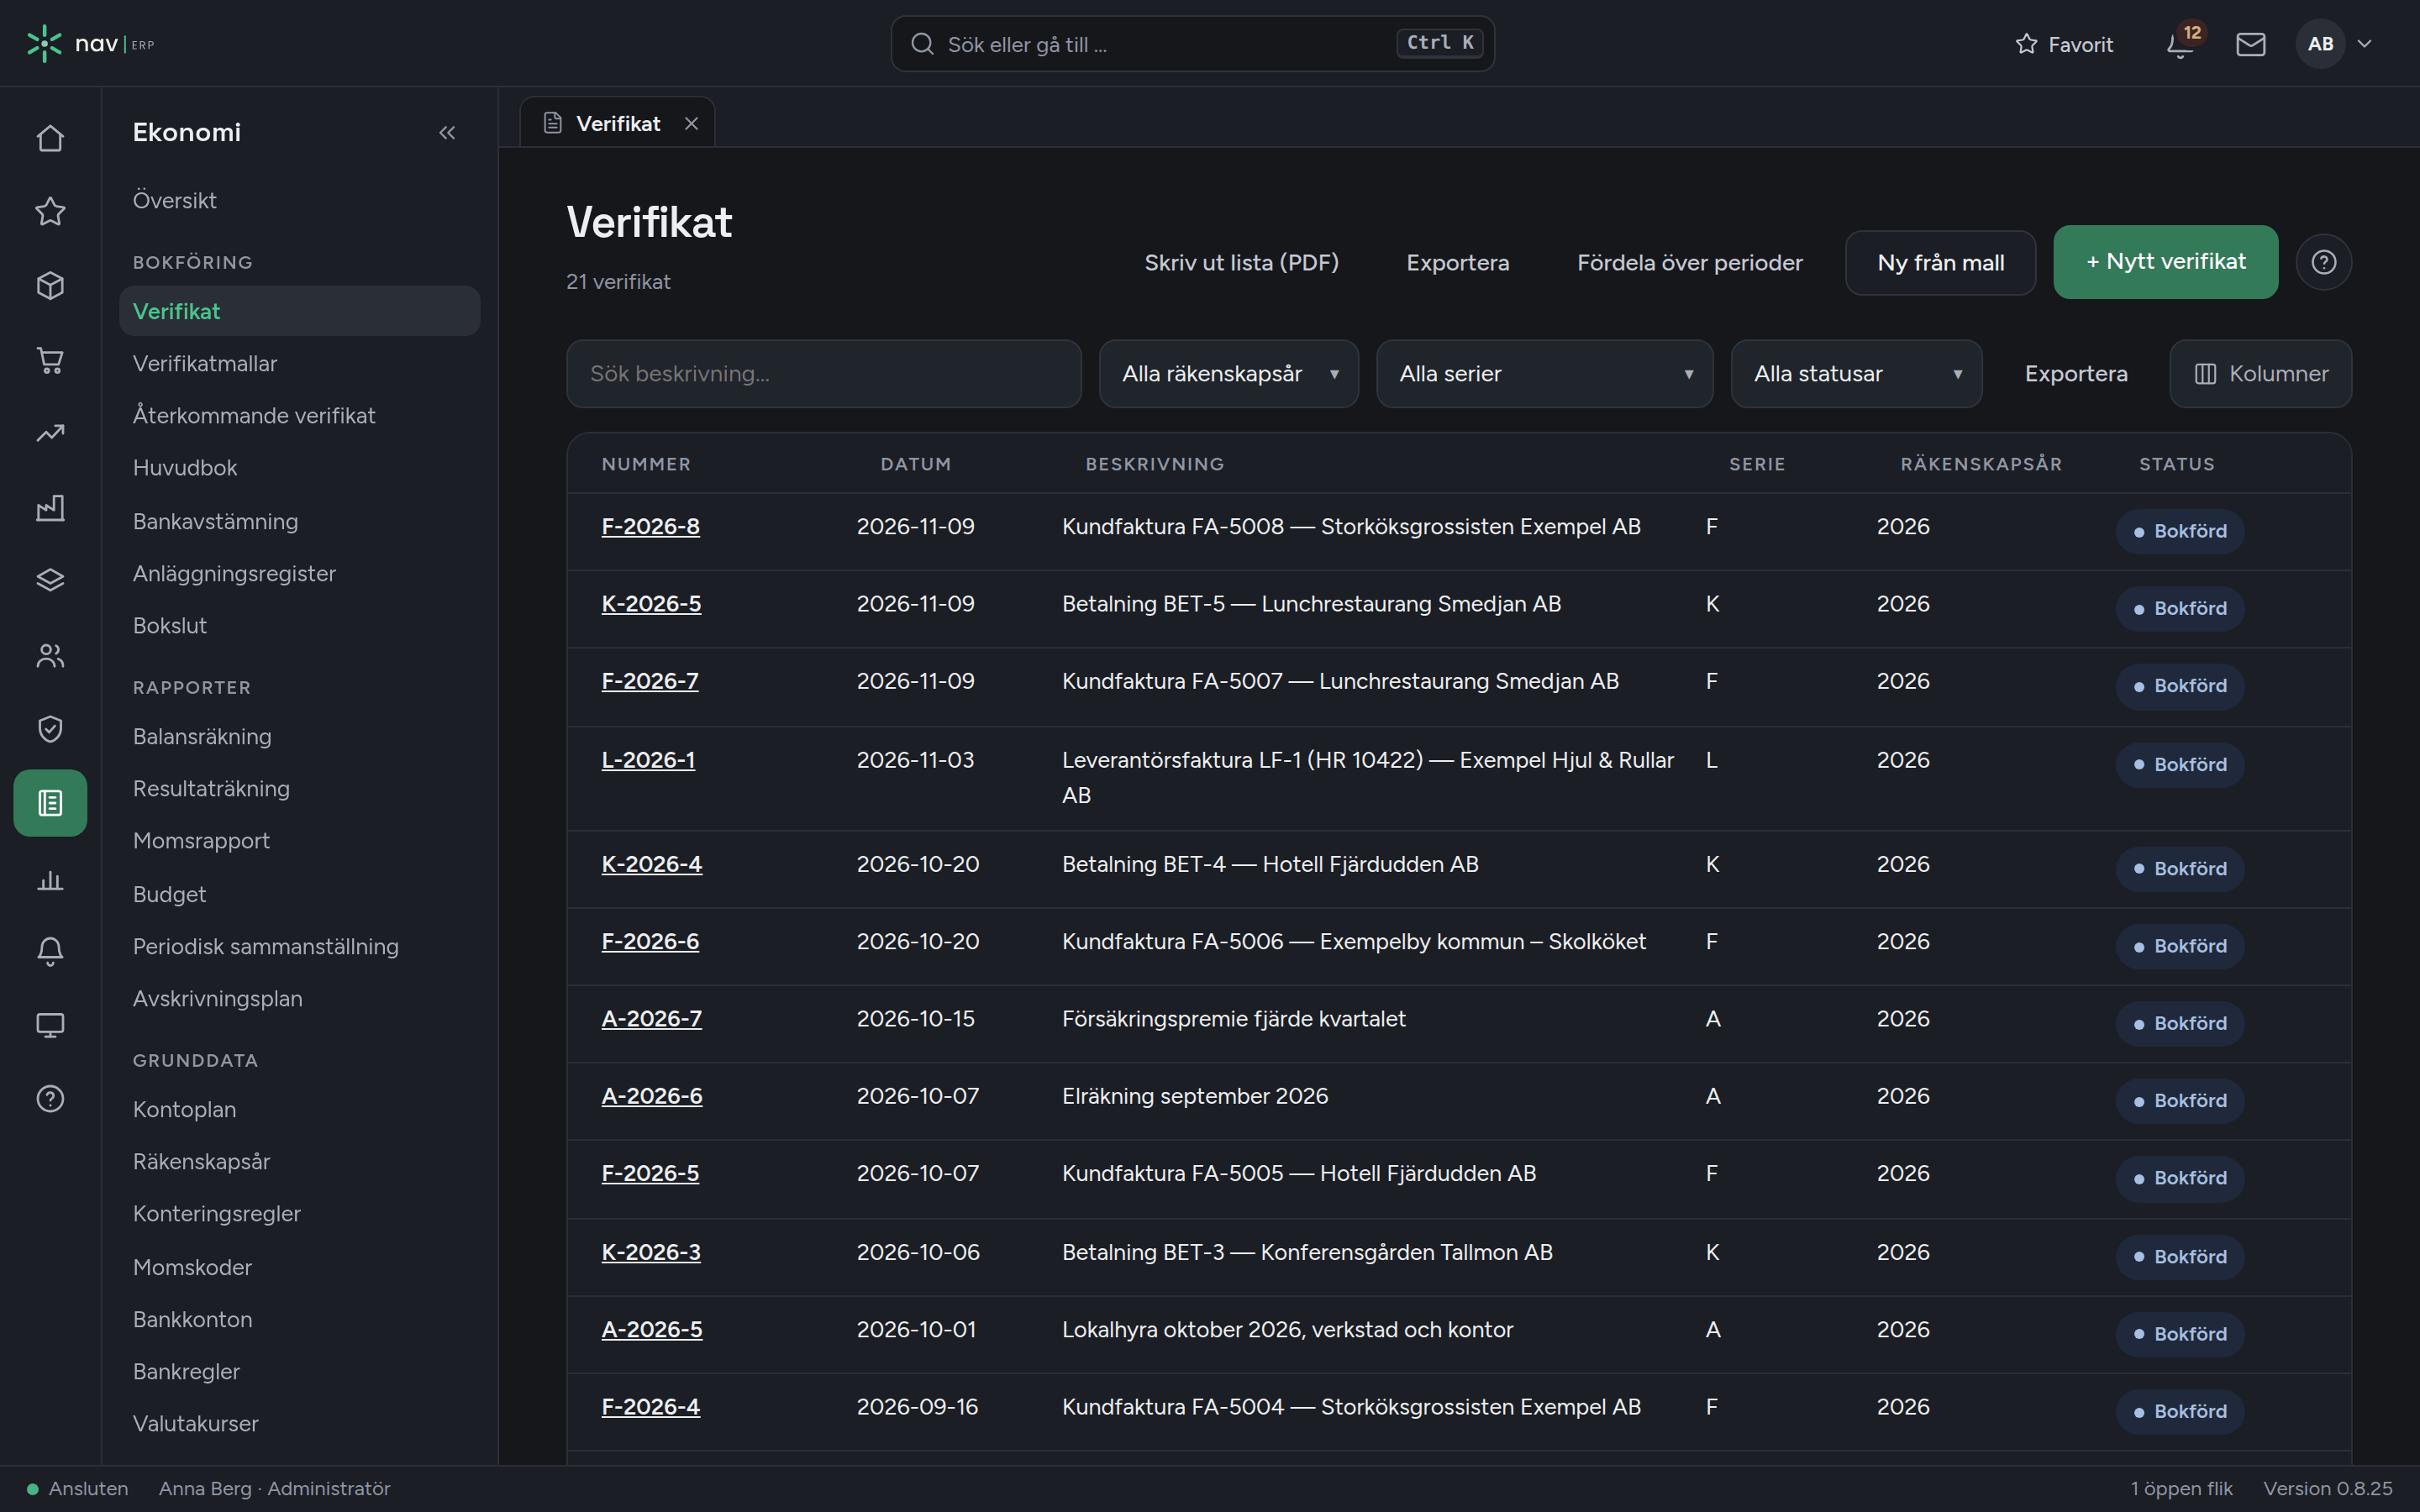 nav | ERP
Sök eller gå till ...
Ctrl K
Favorit
12
AB
Ekonomi
Översikt
BOKFÖRING
Verifikat
Verifikatmallar
Återkommande verifikat
Huvudbok
Bankavstämning
Anläggningsregister
Bokslut
RAPPORTER
Balansräkning
Resultaträkning
Momsrapport
Budget
Periodisk sammanställning
Avskrivningsplan
GRUNDDATA
Kontoplan
Räkenskapsår
Konteringsregler
Momskoder
Bankkonton
Bankregler
Valutakurser
Verifikat
Verifikat
21 verifikat
Skriv ut lista (PDF)
Exportera
Fördela över perioder
Ny från mall
+ Nytt verifikat
Sök beskrivning...
Alla räkenskapsår
Alla serier
Alla statusar
Exportera
Kolumner
NUMMER DATUM BESKRIVNING SERIE RÄKENSKAPSÅR STATUS
F-2026-8 2026-11-09 Kundfaktura FA-5008 — Storköksgrossisten Exempel AB F 2026 Bokförd
K-2026-5 2026-11-09 Betalning BET-5 — Lunchrestaurang Smedjan AB K 2026 Bokförd
F-2026-7 2026-11-09 Kundfaktura FA-5007 — Lunchrestaurang Smedjan AB F 2026 Bokförd
L-2026-1 2026-11-03 Leverantörsfaktura LF-1 (HR 10422) — Exempel Hjul & Rullar L 2026 Bokförd
AB
K-2026-4 2026-10-20 Betalning BET-4 — Hotell Fjärdudden AB K 2026 Bokförd
F-2026-6 2026-10-20 Kundfaktura FA-5006 — Exempelby kommun – Skolköket F 2026 Bokförd
A-2026-7 2026-10-15 Försäkringspremie fjärde kvartalet A 2026 Bokförd
A-2026-6 2026-10-07 Elräkning september 2026 A 2026 Bokförd
F-2026-5 2026-10-07 Kundfaktura FA-5005 — Hotell Fjärdudden AB F 2026 Bokförd
K-2026-3 2026-10-06 Betalning BET-3 — Konferensgården Tallmon AB K 2026 Bokförd
A-2026-5 2026-10-01 Lokalhyra oktober 2026, verkstad och kontor A 2026 Bokförd
F-2026-4 2026-09-16 Kundfaktura FA-5004 — Storköksgrossisten Exempel AB F 2026 Bokförd
Ansluten
Anna Berg · Administratör
1 öppen flik
Version 0.8.25